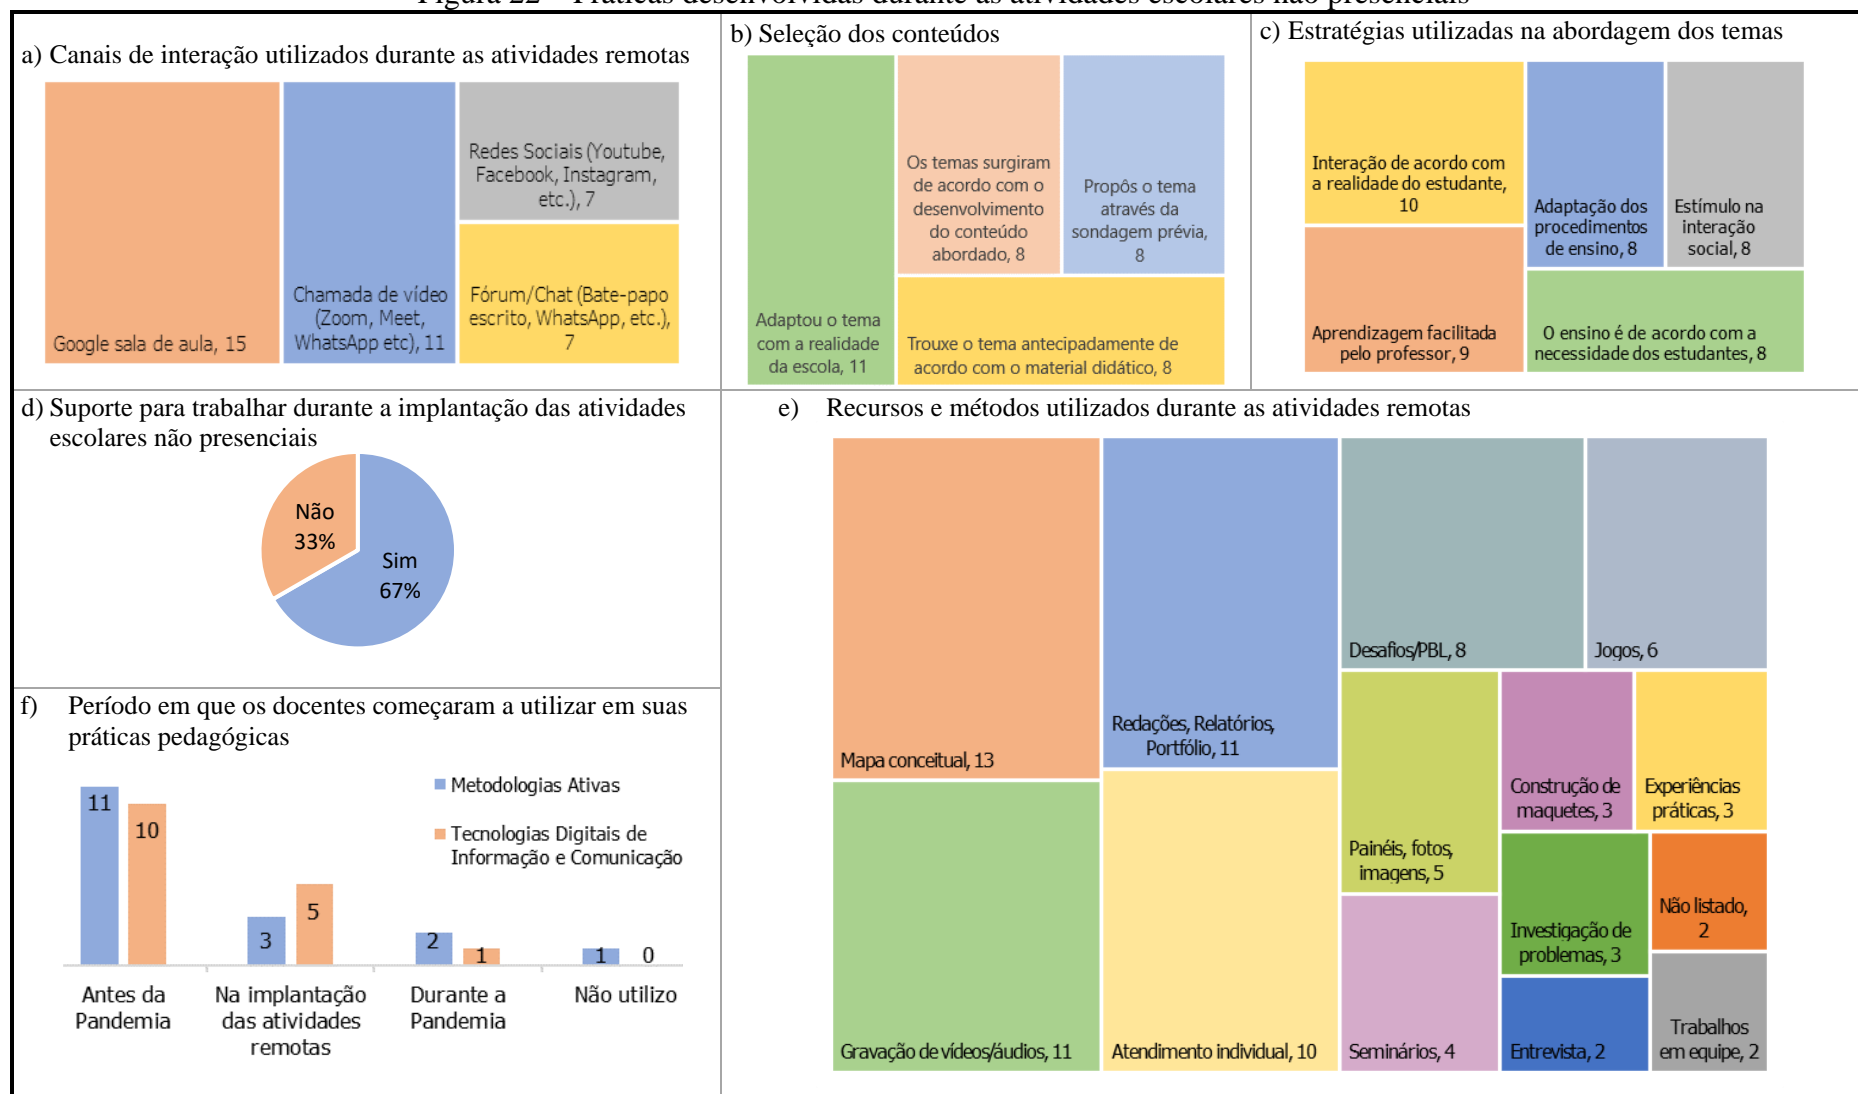 Figura 22 – Práticas desenvolvidas durante as atividades escolares não presenciais
a) Canais de interação utilizados durante as atividades remotas
Google sala de aula, 15
Chamada de vídeo
(Zoom, Meet,
WhatsApp etc), 11
Redes Sociais (Youtube,
Facebook, Instagram,
etc.), 7
Fórum/Chat (Bate-papo
escrito, WhatsApp, etc.),
7
b) Seleção dos conteúdos
Adaptou o tema
com a realidade
da escola, 11
Os temas surgiram
de acordo com o
desenvolvimento
do conteúdo
abordado, 8
Propôs o tema
através da
sondagem prévia,
8
Trouxe o tema antecipadamente de
acordo com o material didático, 8
c) Estratégias utilizadas na abordagem dos temas
Interação de acordo com
a realidade do estudante,
10
Aprendizagem facilitada
pelo professor, 9
Adaptação dos
procedimentos
de ensino, 8
Estímulo na
interação
social, 8
O ensino é de acordo com a
necessidade dos estudantes, 8
d) Suporte para trabalhar durante a implantação das atividades
escolares não presenciais
Não
33%
Sim
67%
e) Recursos e métodos utilizados durante as atividades remotas
Mapa conceitual, 13
Gravação de vídeos/áudios, 11
Redações, Relatórios,
Portfólio, 11
Atendimento individual, 10
Desafios/PBL, 8
Jogos, 6
Painéis, fotos,
imagens, 5
Seminários, 4
Construção de
maquetes, 3
Experiências
práticas, 3
Investigação de
problemas, 3
Não listado,
2
Entrevista, 2
Trabalhos
em equipe, 2
f) Período em que os docentes começaram a utilizar em suas
práticas pedagógicas
Metodologias Ativas
Tecnologias Digitais de
Informação e Comunicação
11
10
3
5
2
1
1
0
Antes da
Pandemia
Na implantação
das atividades
remotas
Durante a
Pandemia
Não utilizo